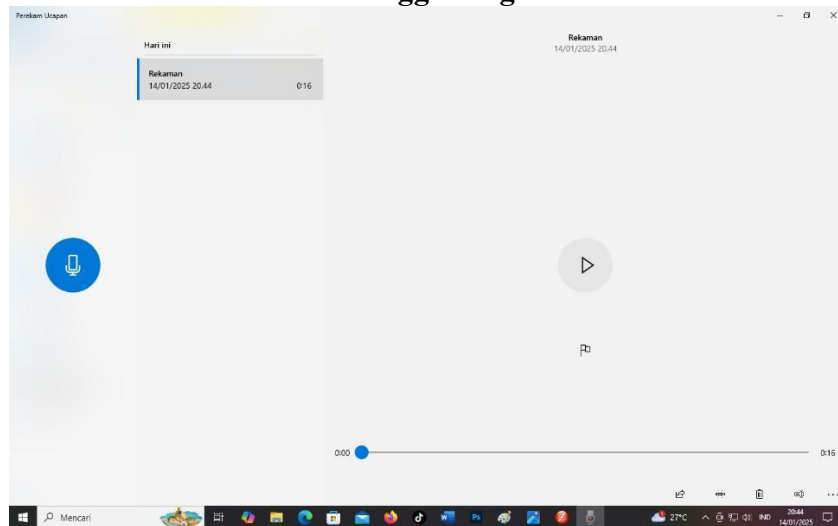 Perekam Ucapan
Hari ini
Rekaman
14/01/2025 20.44
0:16
Rekaman
14/01/2025 20.44
0:00
0:16
Mencari
W
Ps
27°C
IND
20:44
14/01/2025